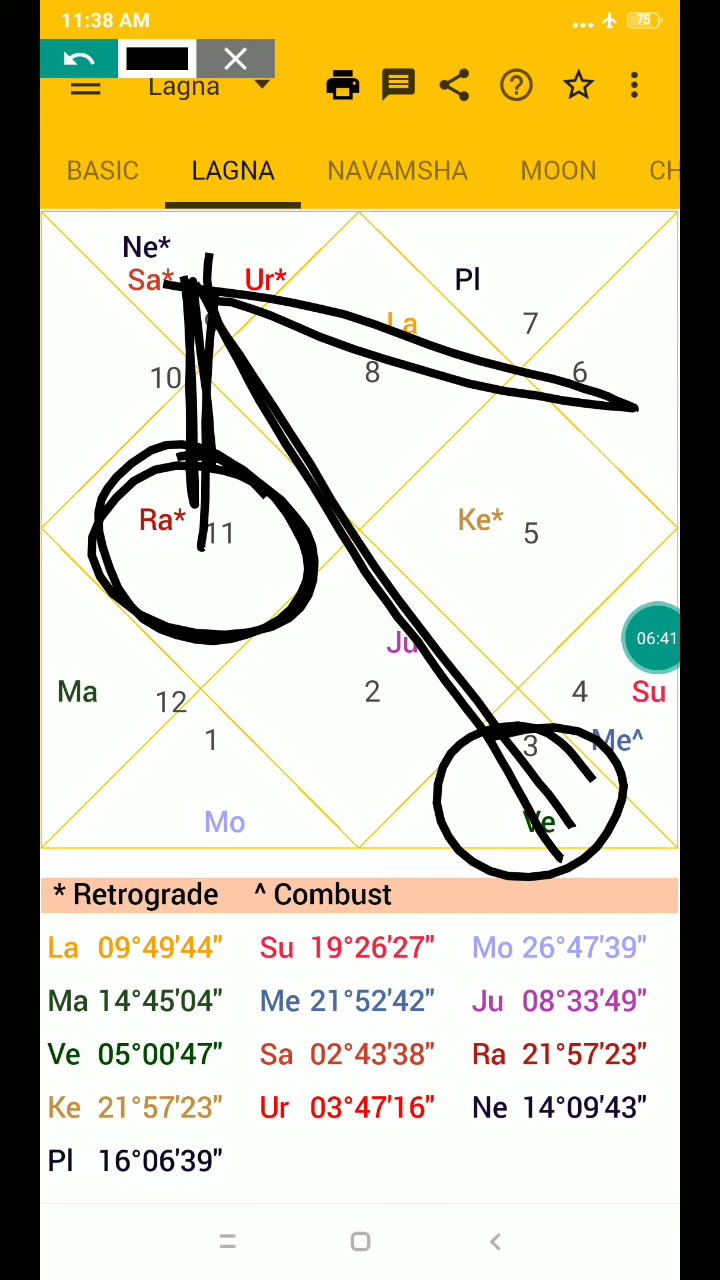 11:38 AM 75
Lagna
BASIC LAGNA NAVAMSHA MOON CH
Ne*
Sa* Ur* Pl
La 7
10 8 6
Ra* 11 Ke* 5
06:41
Ju
Ma 12 2 4 Su
1 3 Me^
Mo Ve
* Retrograde ^ Combust
La 09°49'44" Su 19°26'27" Mo 26°47'39"
Ma 14°45'04" Me 21°52'42" Ju 08°33'49"
Ve 05°00'47" Sa 02°43'38" Ra 21°57'23"
Ke 21°57'23" Ur 03°47'16" Ne 14°09'43"
Pl 16°06'39"